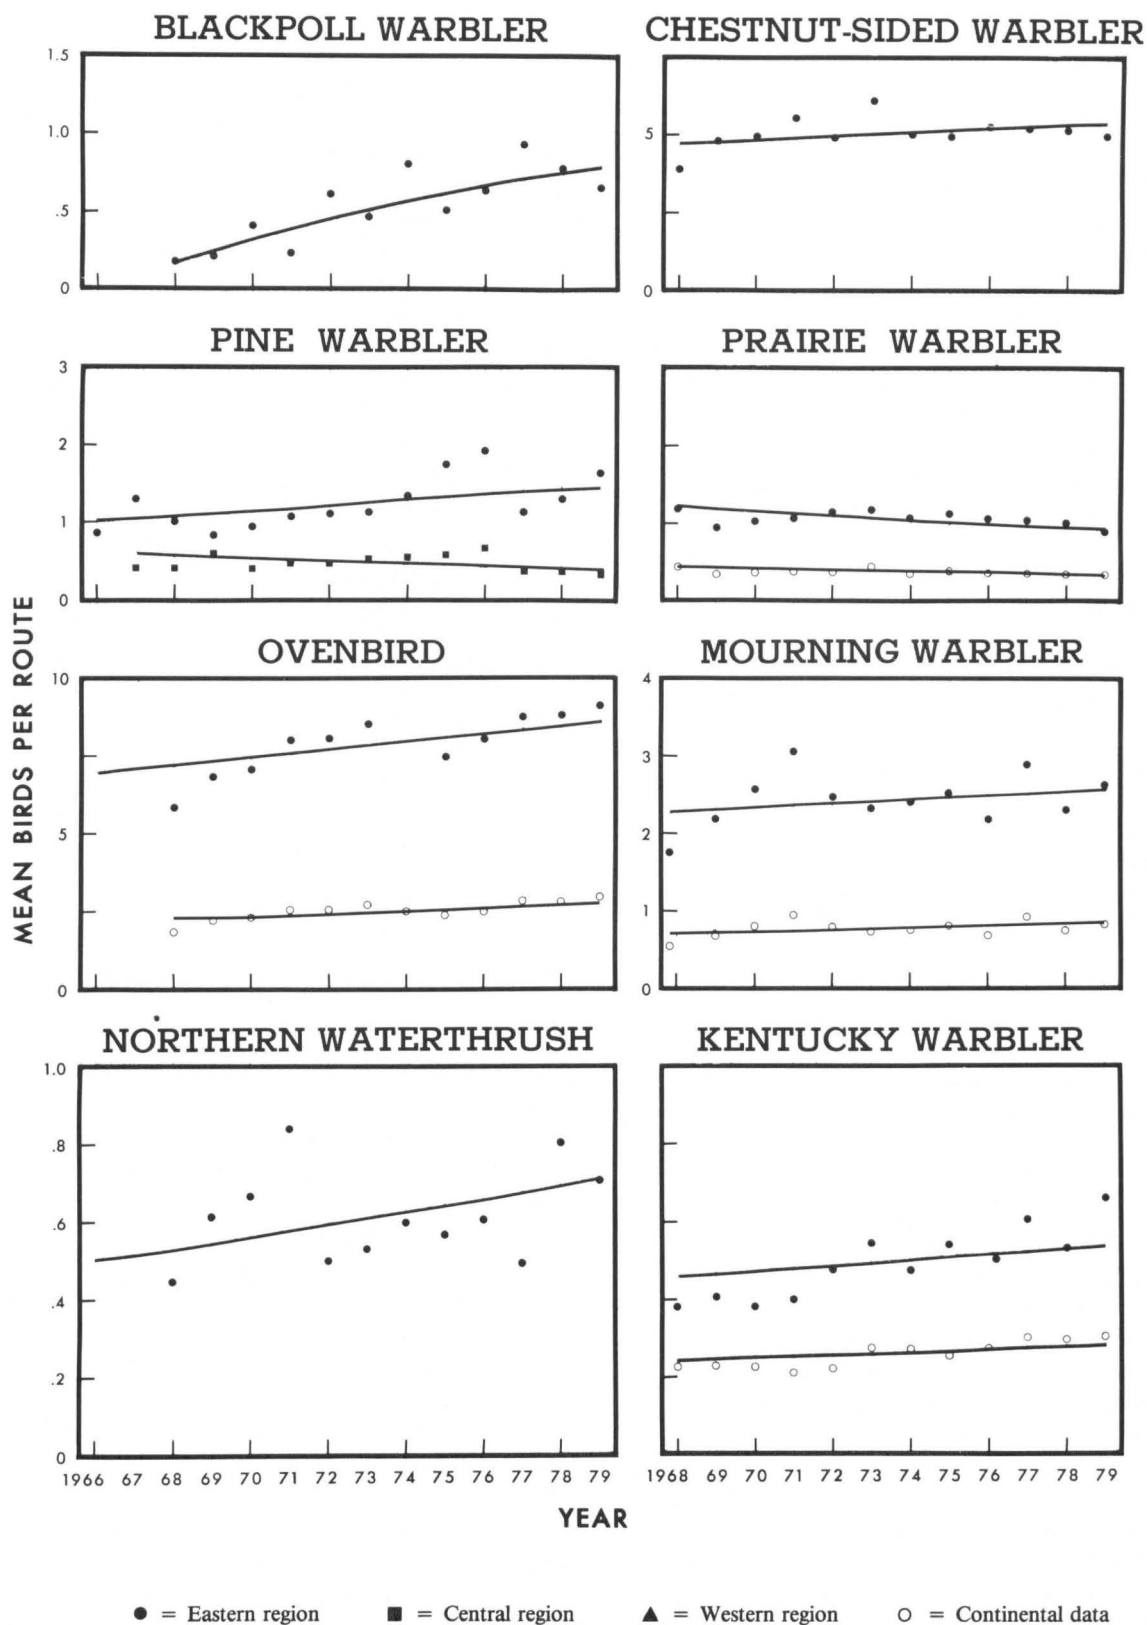 BLACKPOLL WARBLER
1.5
1.0
.5
0
CHESTNUT-SIDED WARBLER
5
0
PINE WARBLER
3
2
1
0
PRAIRIE WARBLER
OVENBIRD
10
5
0
MOURNING WARBLER
4
3
2
1
0
NORTHERN WATERTHRUSH
1.0
.8
.6
.4
.2
0
1966 67 68 69 70 71 72 73 74 75 76 77 78 79
KENTUCKY WARBLER
1968 69 70 71 72 73 74 75 76 77 78 79
MEAN BIRDS PER ROUTE
YEAR
● = Eastern region ■ = Central region ▲ = Western region ○ = Continental data